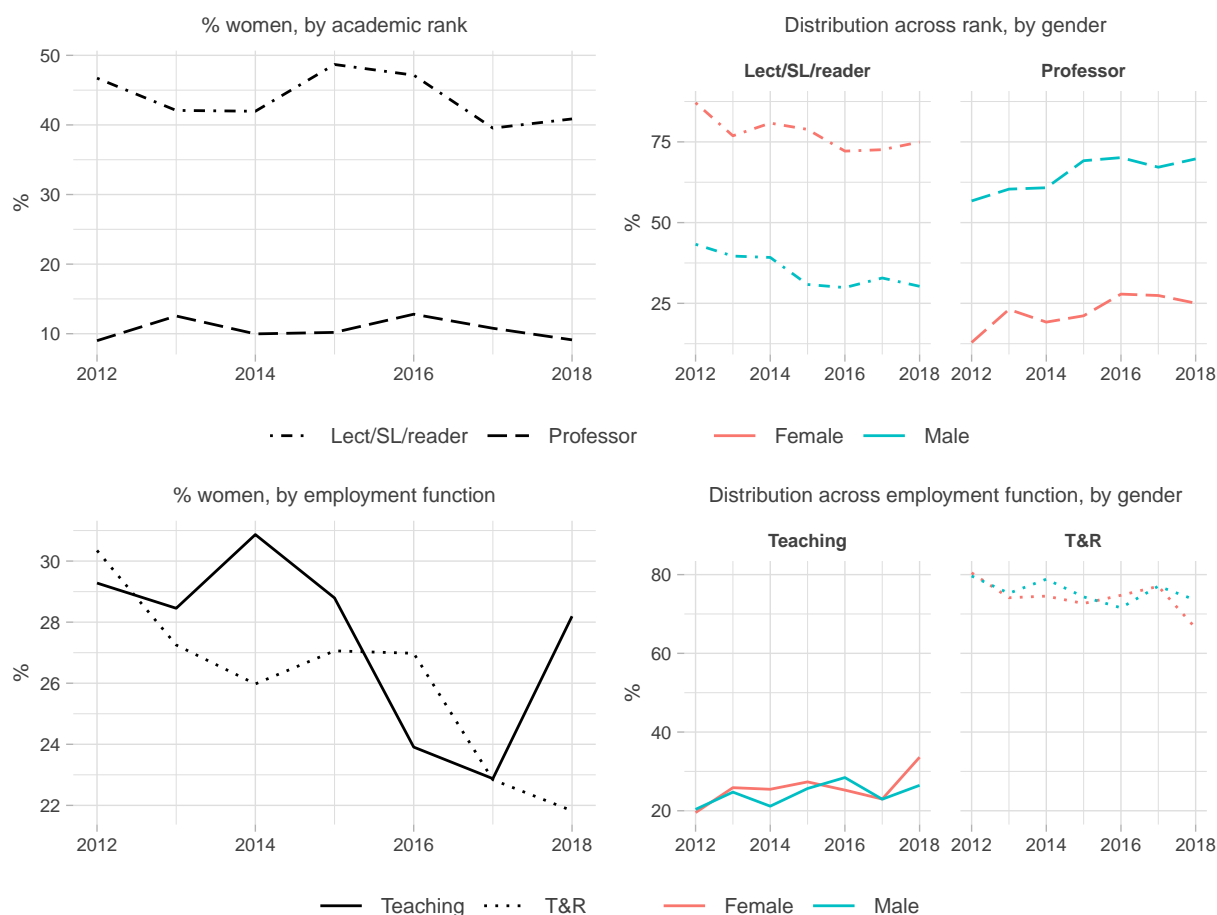 % women, by academic rank
50
40
30
20
10
%
2012 2014 2016 2018
Lect/SL/reader Professor
Distribution across rank, by gender
Lect/SL/reader Professor
75
50
25
%
2012 2014 2016 2018 2012 2014 2016 2018
Female Male
% women, by employment function
30
28
26
24
22
%
2012 2014 2016 2018
Teaching T&R
Distribution across employment function, by gender
Teaching T&R
80
60
40
20
%
2012 2014 2016 2018 2012 2014 2016 2018
Female Male